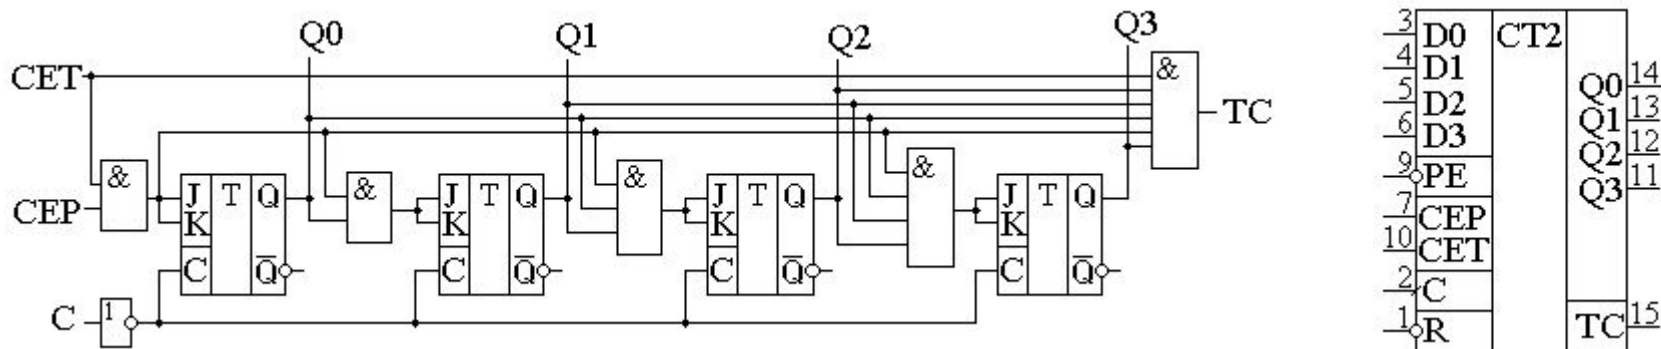 Q0 Q1 Q2 Q3
CET & TC
& & & &
CEP
J T Q J T Q J T Q J T Q
K K K K
C Q̅ C Q̅ C Q̅ C Q̅
C 1
3 D0 CT2
4 D1
5 D2 Q0 14
6 D3 Q1 13
9 PE Q2 12
7 CEP Q3 11
10 CET
2 C
1 R TC 15